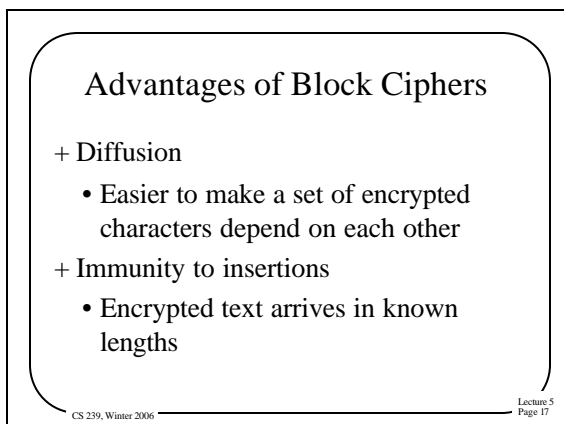 Advantages of Block Ciphers
+ Diffusion
• Easier to make a set of encrypted
characters depend on each other
+ Immunity to insertions
• Encrypted text arrives in known
lengths
CS 239, Winter 2006
Lecture 5
Page 17